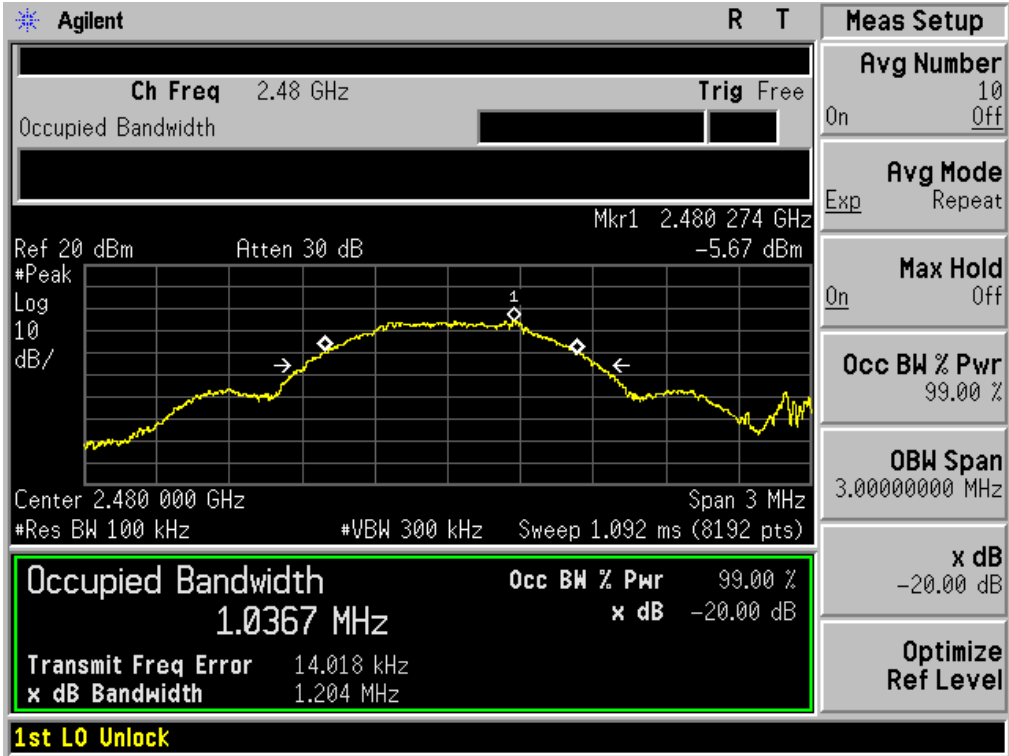 Agilent R T
Ch Freq 2.48 GHz Trig Free
Occupied Bandwidth
Mkr1 2.480 274 GHz
Ref 20 dBm Atten 30 dB -5.67 dBm
#Peak
Log
10
dB/
1
Center 2.480 000 GHz Span 3 MHz
#Res BW 100 kHz #VBW 300 kHz Sweep 1.092 ms (8192 pts)
Occupied Bandwidth
1.0367 MHz
Occ BW % Pwr 99.00 %
x dB -20.00 dB
Transmit Freq Error 14.018 kHz
x dB Bandwidth 1.204 MHz
1st LO Unlock
Meas Setup
Avg Number
10
On Off
Avg Mode
Exp Repeat
Max Hold
On Off
Occ BW % Pwr
99.00 %
OBW Span
3.00000000 MHz
x dB
-20.00 dB
Optimize
Ref Level